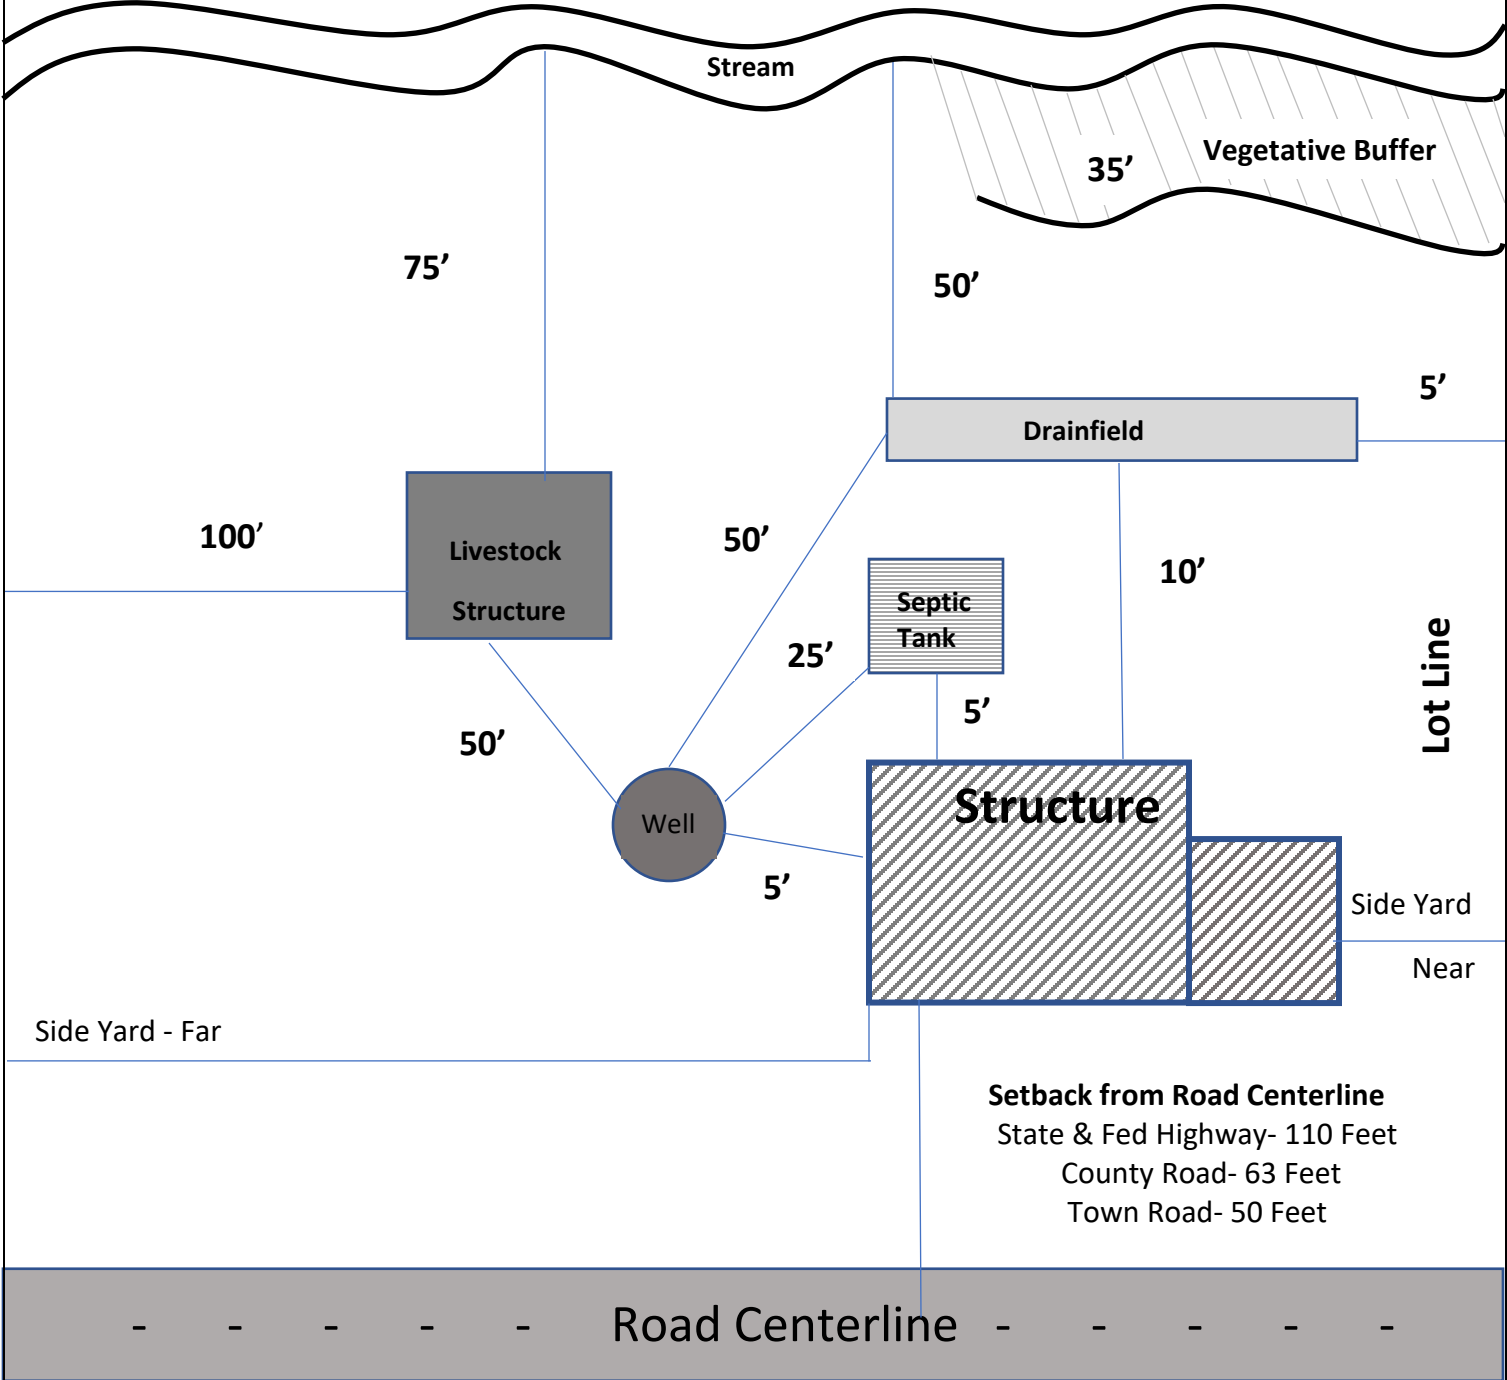 Stream
Vegetative Buffer
35’
75’
50’
5’
Drainfield
100’
50’
Livestock
Structure
10’
Septic
Tank
25’
Lot Line
5’
50’
Structure
Well
5’
Side Yard
Near
Side Yard - Far
Setback from Road Centerline
State & Fed Highway- 110 Feet
County Road- 63 Feet
Town Road- 50 Feet
- - - - - Road Centerline - - - - -